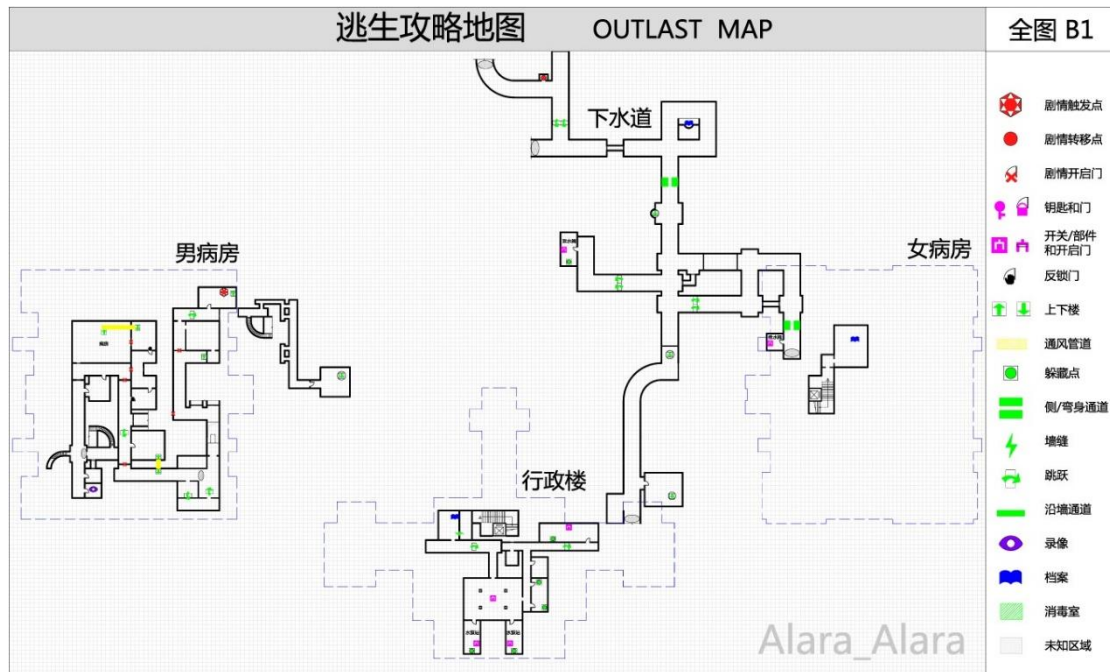 逃生攻略地图 OUTLAST MAP
全图 B1
剧情触发点
剧情转移点
剧情开启门
钥匙和门
开关/部件
和开启门
反锁门
上下楼
通风管道
躲藏点
侧/弯身通道
墙缝
跳跃
沿墙通道
录像
档案
消毒室
未知区域
下水道
男病房
女病房
行政楼
Alara_Alara